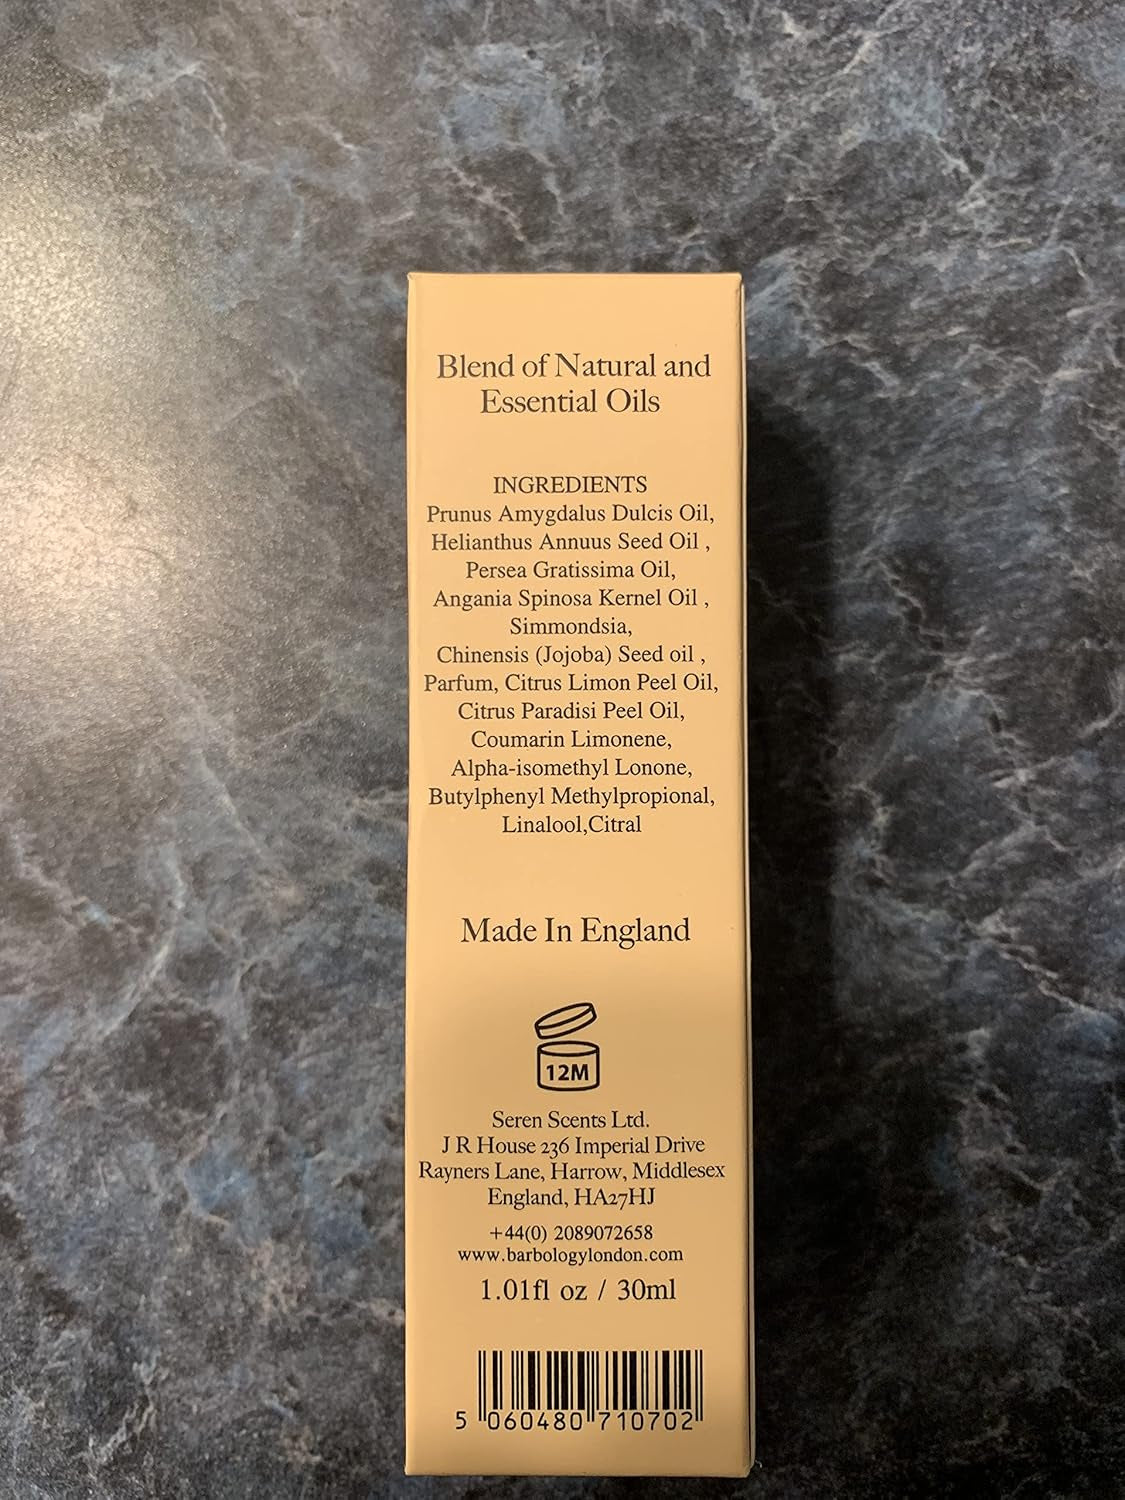 Blend of Natural and
Essential Oils
INGREDIENTS
Prunus Amygdalus Dulcis Oil,
Helianthus Annuus Seed Oil ,
Persea Gratissima Oil,
Angania Spinosa Kernel Oil ,
Simmondsia,
Chinensis (Jojoba) Seed oil ,
Parfum, Citrus Limon Peel Oil,
Citrus Paradisi Peel Oil,
Coumarin Limonene,
Alpha-isomethyl Lonone,
Butylphenyl Methylpropional,
Linalool,Citral
Made In England
12M
Seren Scents Ltd.
J R House 236 Imperial Drive
Rayners Lane, Harrow, Middlesex
England, HA27HJ
+44(0) 2089072658
www.barbologylondon.com
1.01fl oz / 30ml
5 060480 710702